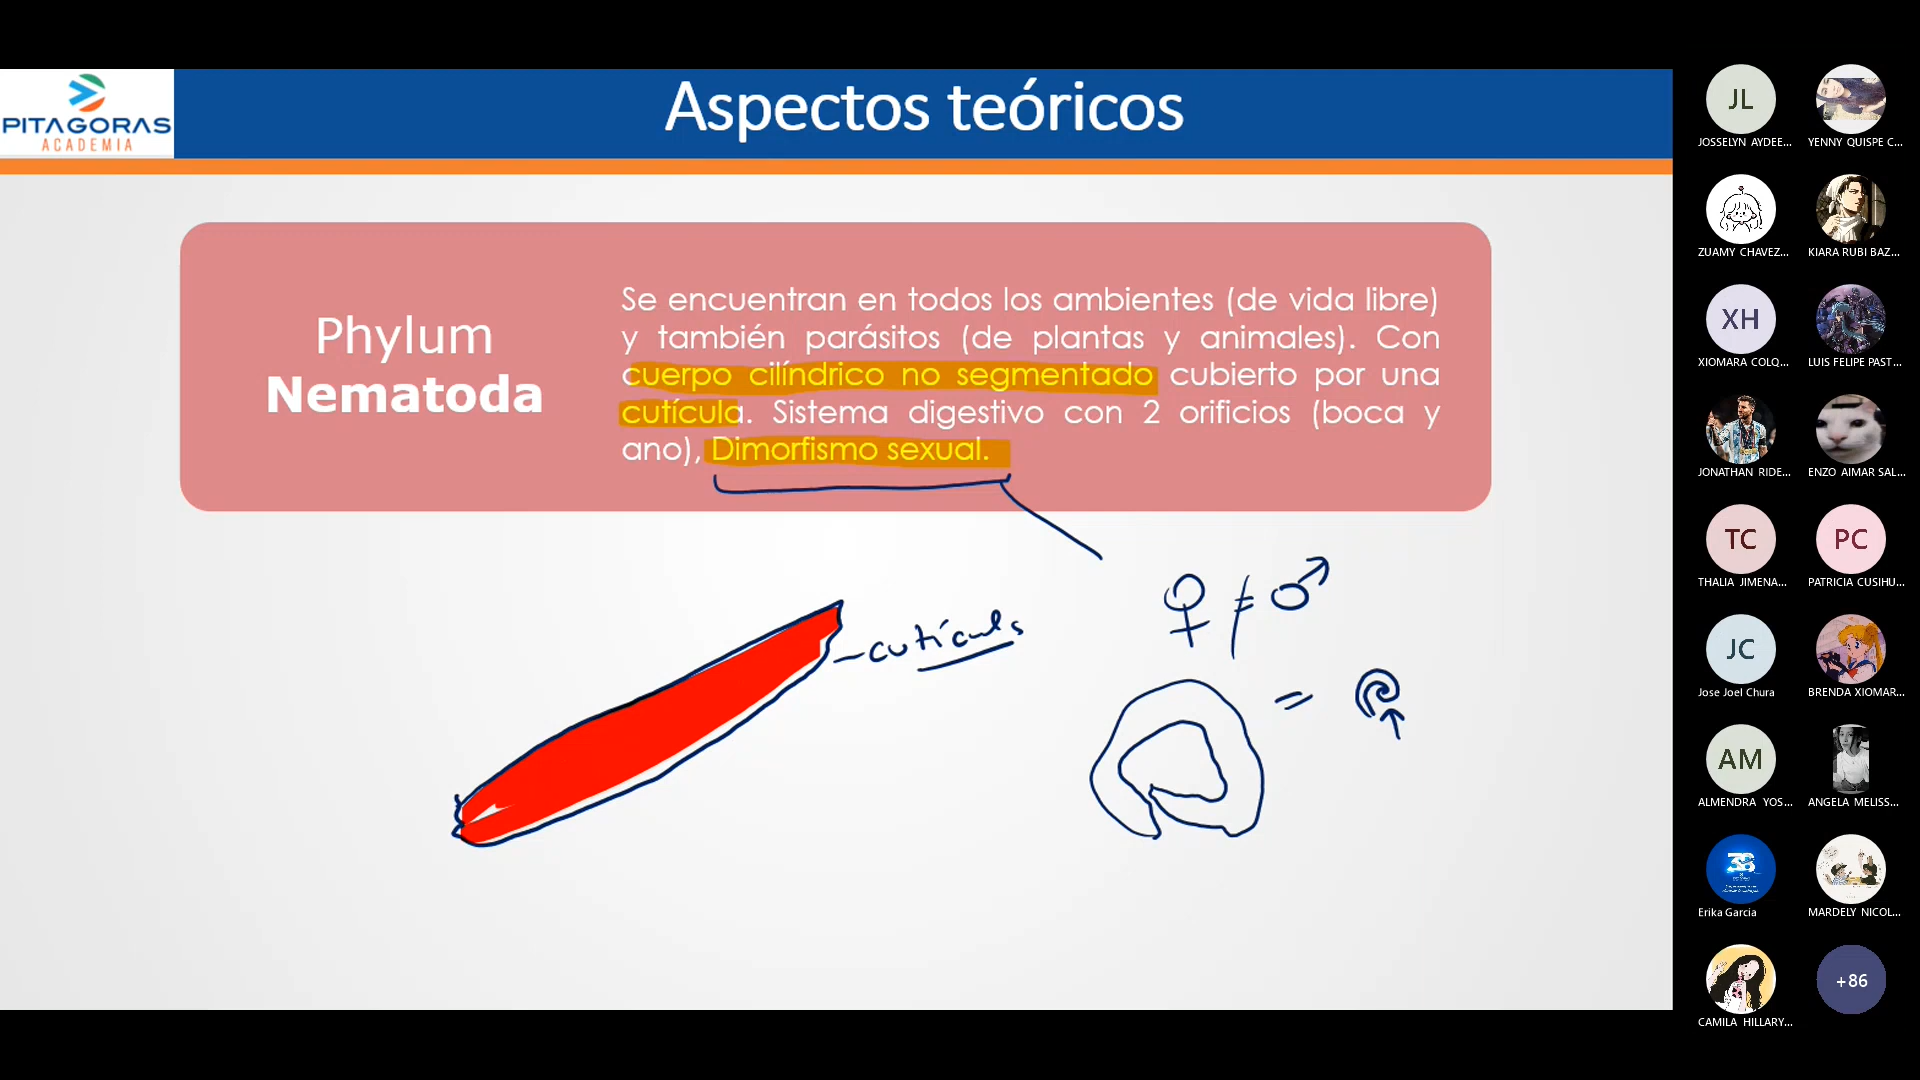 PITAGORAS
ACADEMIA
Aspectos teóricos
Phylum
Nematoda
Se encuentran en todos los ambientes (de vida libre)
y también parásitos (de plantas y animales). Con
cuerpo cilíndrico no segmentado cubierto por una
cutícula. Sistema digestivo con 2 orificios (boca y
ano), Dimorfismo sexual.
♀ ≠ ♂
cutícula
=
JL
JOSSELYN AYDEE...
YENNY QUISPE C...
ZUAMY CHAVEZ...
KIARA RUBI BAZ...
XH
XIOMARA COLQ...
LUIS FELIPE PAST...
JONATHAN RIDE...
ENZO AIMAR SAL...
TC
THALIA JIMENA...
PC
PATRICIA CUSIHU...
JC
Jose Joel Chura
BRENDA XIOMAR...
AM
ALMENDRA YOS...
ANGELA MELISS...
Erika García
MARDELY NICOL...
CAMILA HILLARY...
+86